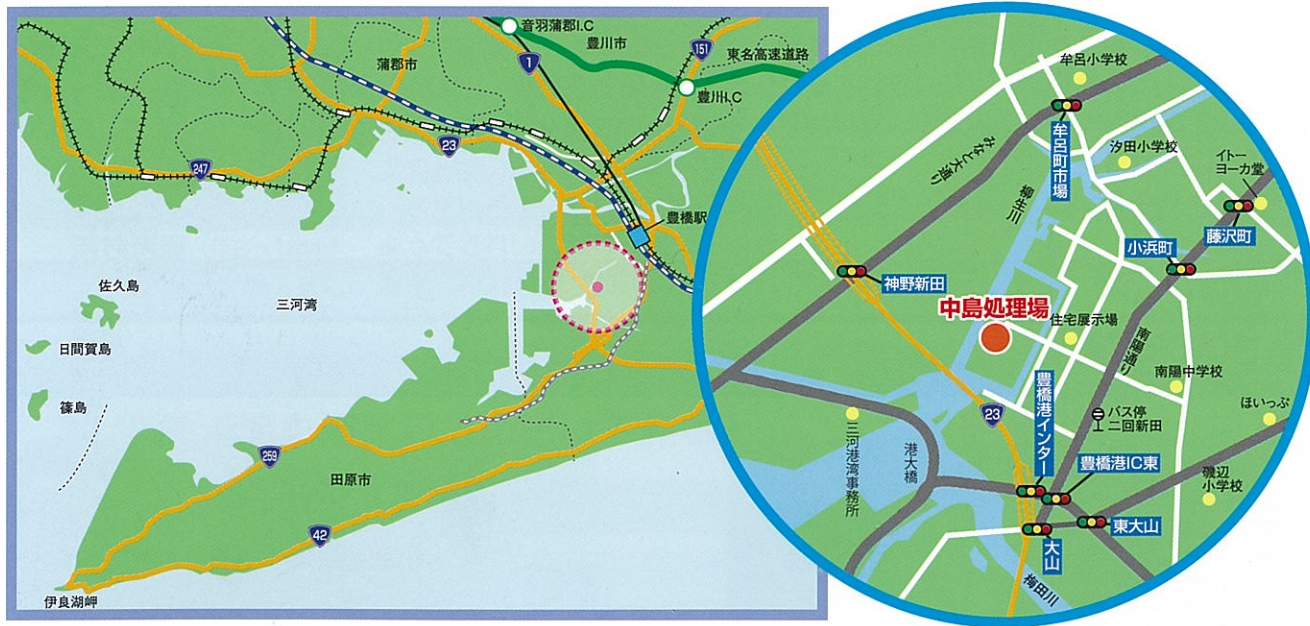 音羽蒲郡I.C
豊川市
151
東名高速道路
1
蒲郡市
豊川I.C
23
247
豊橋駅
佐久島
三河湾
日間賀島
篠島
259
田原市
42
伊良湖岬
牟呂小学校
牟呂町市場
みなと大通り
汐田小学校
イトー
ヨーカ堂
柳生川
藤沢町
小浜町
神野新田
中島処理場
住宅展示場
南陽通り
南陽中学校
豊橋港インター
23
バス停
二回新田
ほいっぷ
三河港湾事務所
港大橋
豊橋港IC東
磯辺
小学校
東大山
大山
梅田川